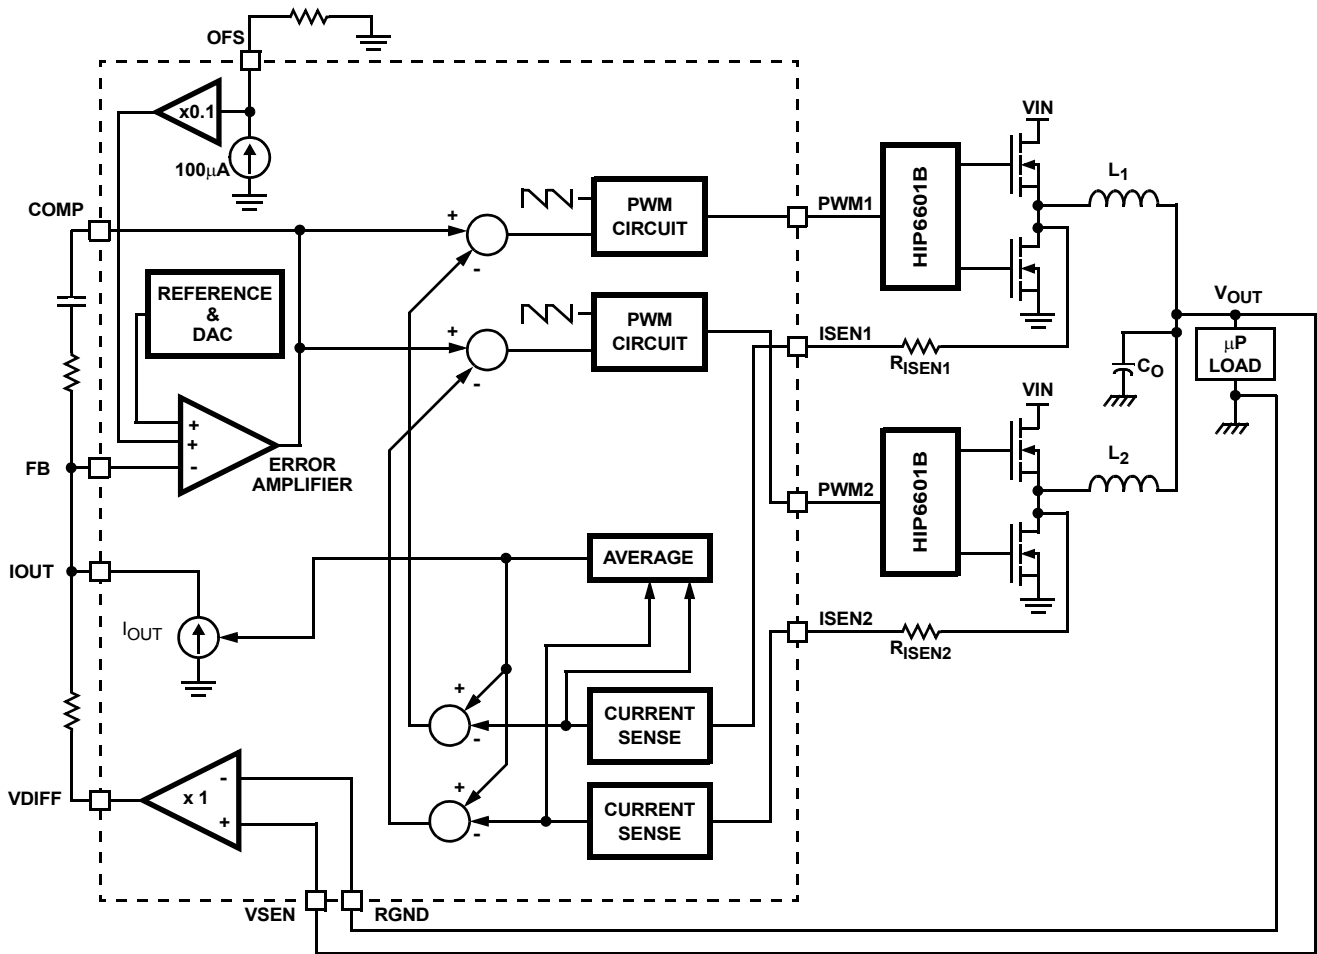 OFS
x0.1
100μA
VIN
L1
COMP
+
-
PWM
CIRCUIT
PWM1
HIP6601B
REFERENCE
&
DAC
+
-
PWM
CIRCUIT
ISEN1
RISEN1
VOUT
μP
LOAD
CO
VIN
+
+
-
ERROR
AMPLIFIER
FB
L2
PWM2
HIP6601B
IOUT
AVERAGE
IOUT
ISEN2
RISEN2
+
-
CURRENT
SENSE
VDIFF
-
x 1
+
+
-
CURRENT
SENSE
VSEN
RGND